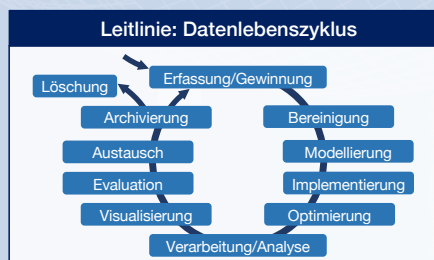 Leitlinie: Datenlebenszyklus
Erfassung/Gewinnung
Löschung
Archivierung
Bereinigung
Austausch
Modellierung
Evaluation
Implementierung
Visualisierung
Optimierung
Verarbeitung/Analyse